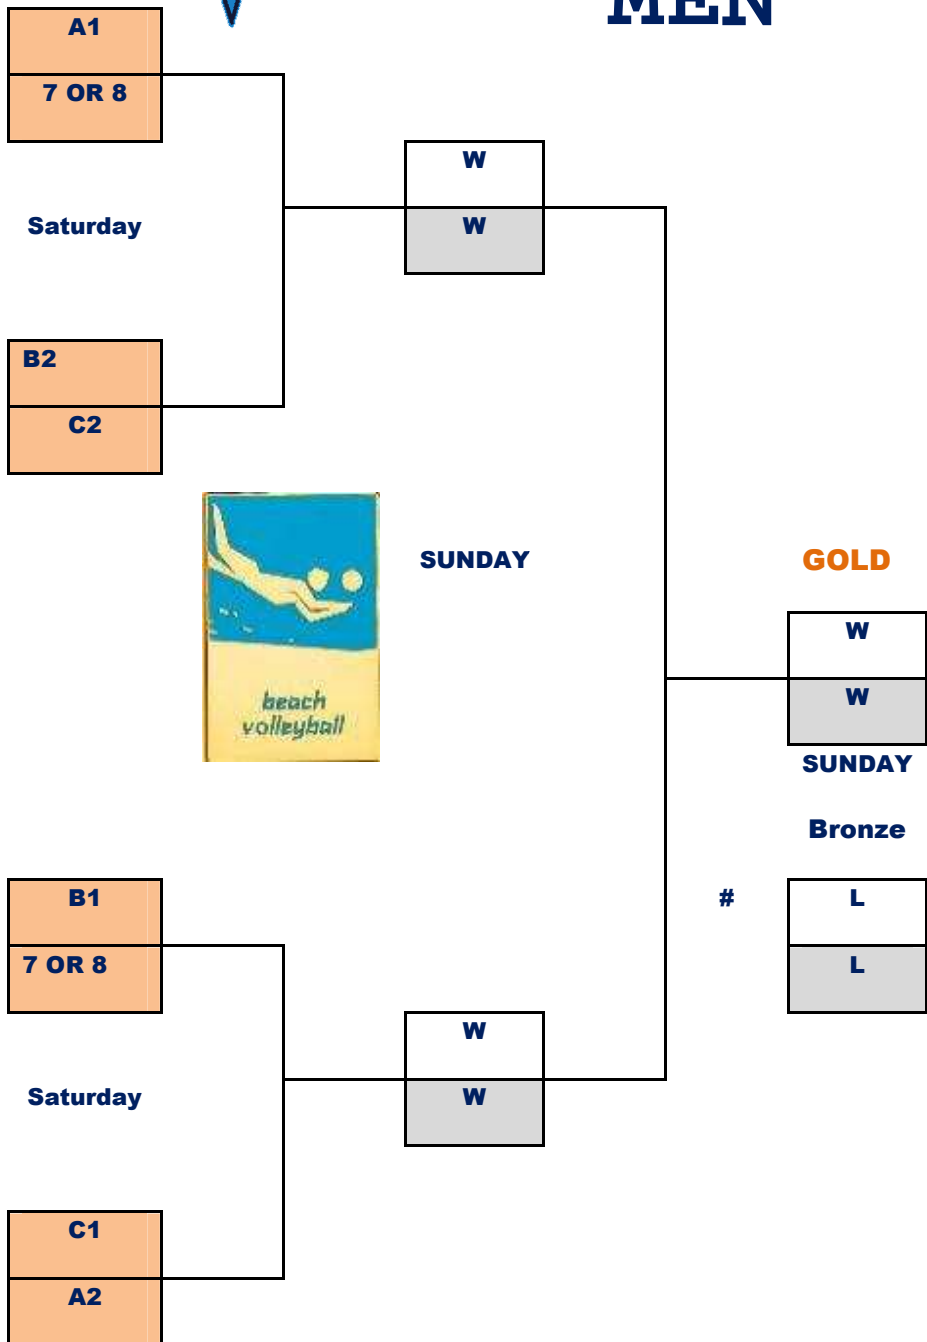 MEN
A1
7 OR 8
W
Saturday
W
B2
C2
SUNDAY
GOLD
W
beach
volleyball
W
SUNDAY
Bronze
B1
#
L
7 OR 8
L
W
Saturday
W
C1
A2